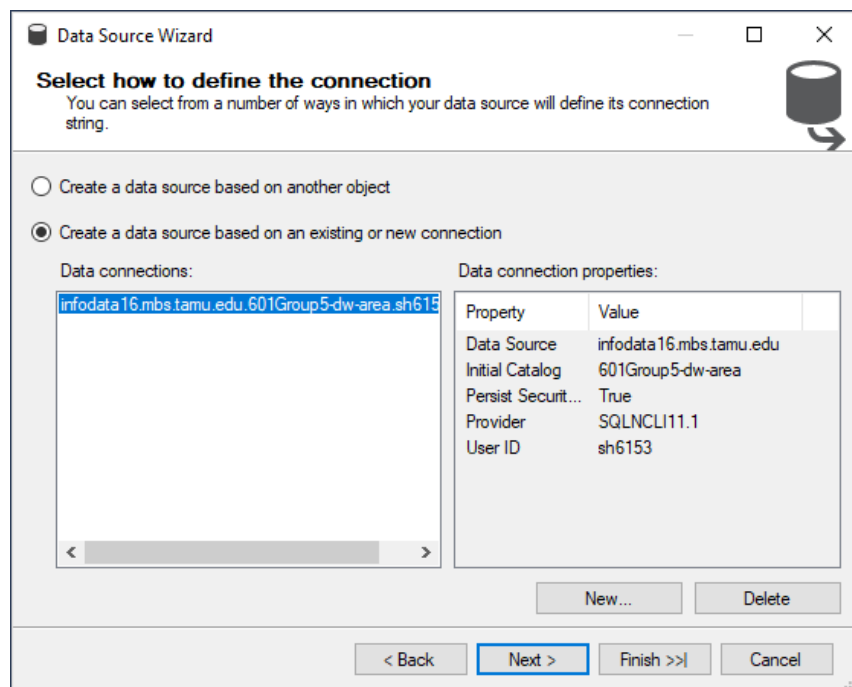 Data Source Wizard
Select how to define the connection
You can select from a number of ways in which your data source will define its connection
string.
Create a data source based on another object
Create a data source based on an existing or new connection
Data connections:
infodata16.mbs.tamu.edu.601Group5-dw-area.sh615
Data connection properties:
Property Value
Data Source infodata16.mbs.tamu.edu
Initial Catalog 601Group5-dw-area
Persist Securit... True
Provider SQLNCLI11.1
User ID sh6153
New... Delete
< Back Next > Finish >>| Cancel